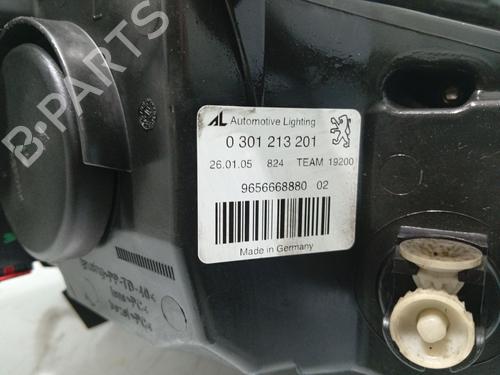 B-PARTS
AL Automotive Lighting
0 301 213 201
26.01.05 824 TEAM 19200
9656668880 02
Made in Germany